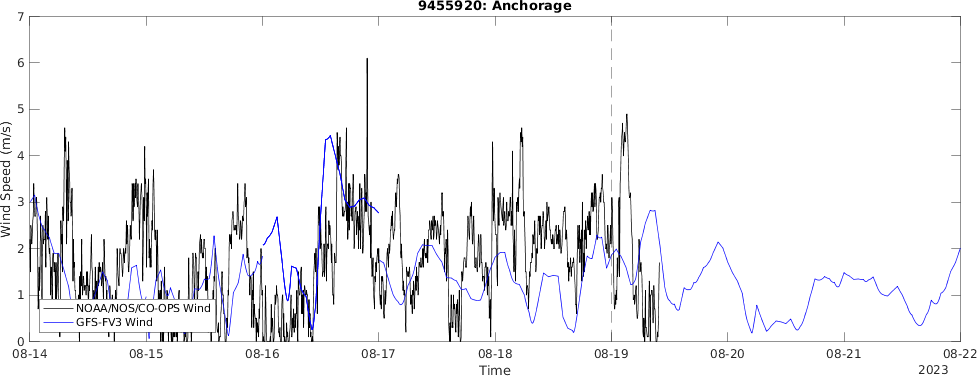 9455920: Anchorage
7
6
5
4
3
2
1
0
Wind Speed (m/s)
NOAA/NOS/CO-OPS Wind
GFS-FV3 Wind
08-14 08-15 08-16 08-17 08-18 08-19 08-20 08-21 08-22
Time
2023